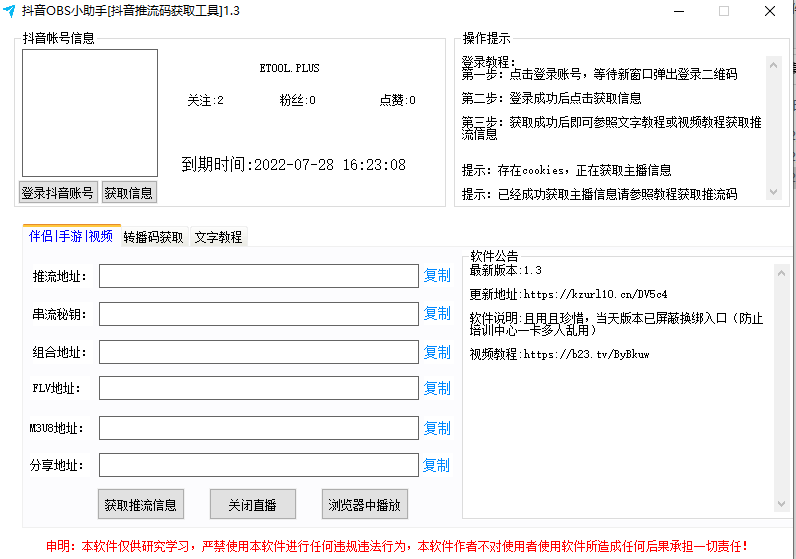 抖音OBS小助手[抖音推流码获取工具]1.3
抖音帐号信息
ETOOL.PLUS
关注:2
粉丝:0
点赞:0
到期时间:2022-07-28 16:23:08
登录抖音账号
获取信息
操作提示
登录教程：
第一步：点击登录账号，等待新窗口弹出登录二维码
第二步：登录成功后点击获取信息
第三步：获取成功后即可参照文字教程或视频教程获取推
流信息
提示：存在cookies，正在获取主播信息
提示：已经成功获取主播信息请参照教程获取推流码
伴侣|手游|视频
转播码获取
文字教程
推流地址：
复制
串流秘钥：
复制
组合地址：
复制
FLV地址：
复制
M3U8地址：
复制
分享地址：
复制
获取推流信息
关闭直播
浏览器中播放
软件公告
最新版本:1.3
更新地址:https://kzurl10.cn/DV5c4
软件说明:且用且珍惜，当天版本已屏蔽换绑入口（防止
培训中心一卡多人乱用）
视频教程:https://b23.tv/ByBkuw
申明：本软件仅供研究学习，严禁使用本软件进行任何违规违法行为，本软件作者不对使用者使用软件所造成任何后果承担一切责任！